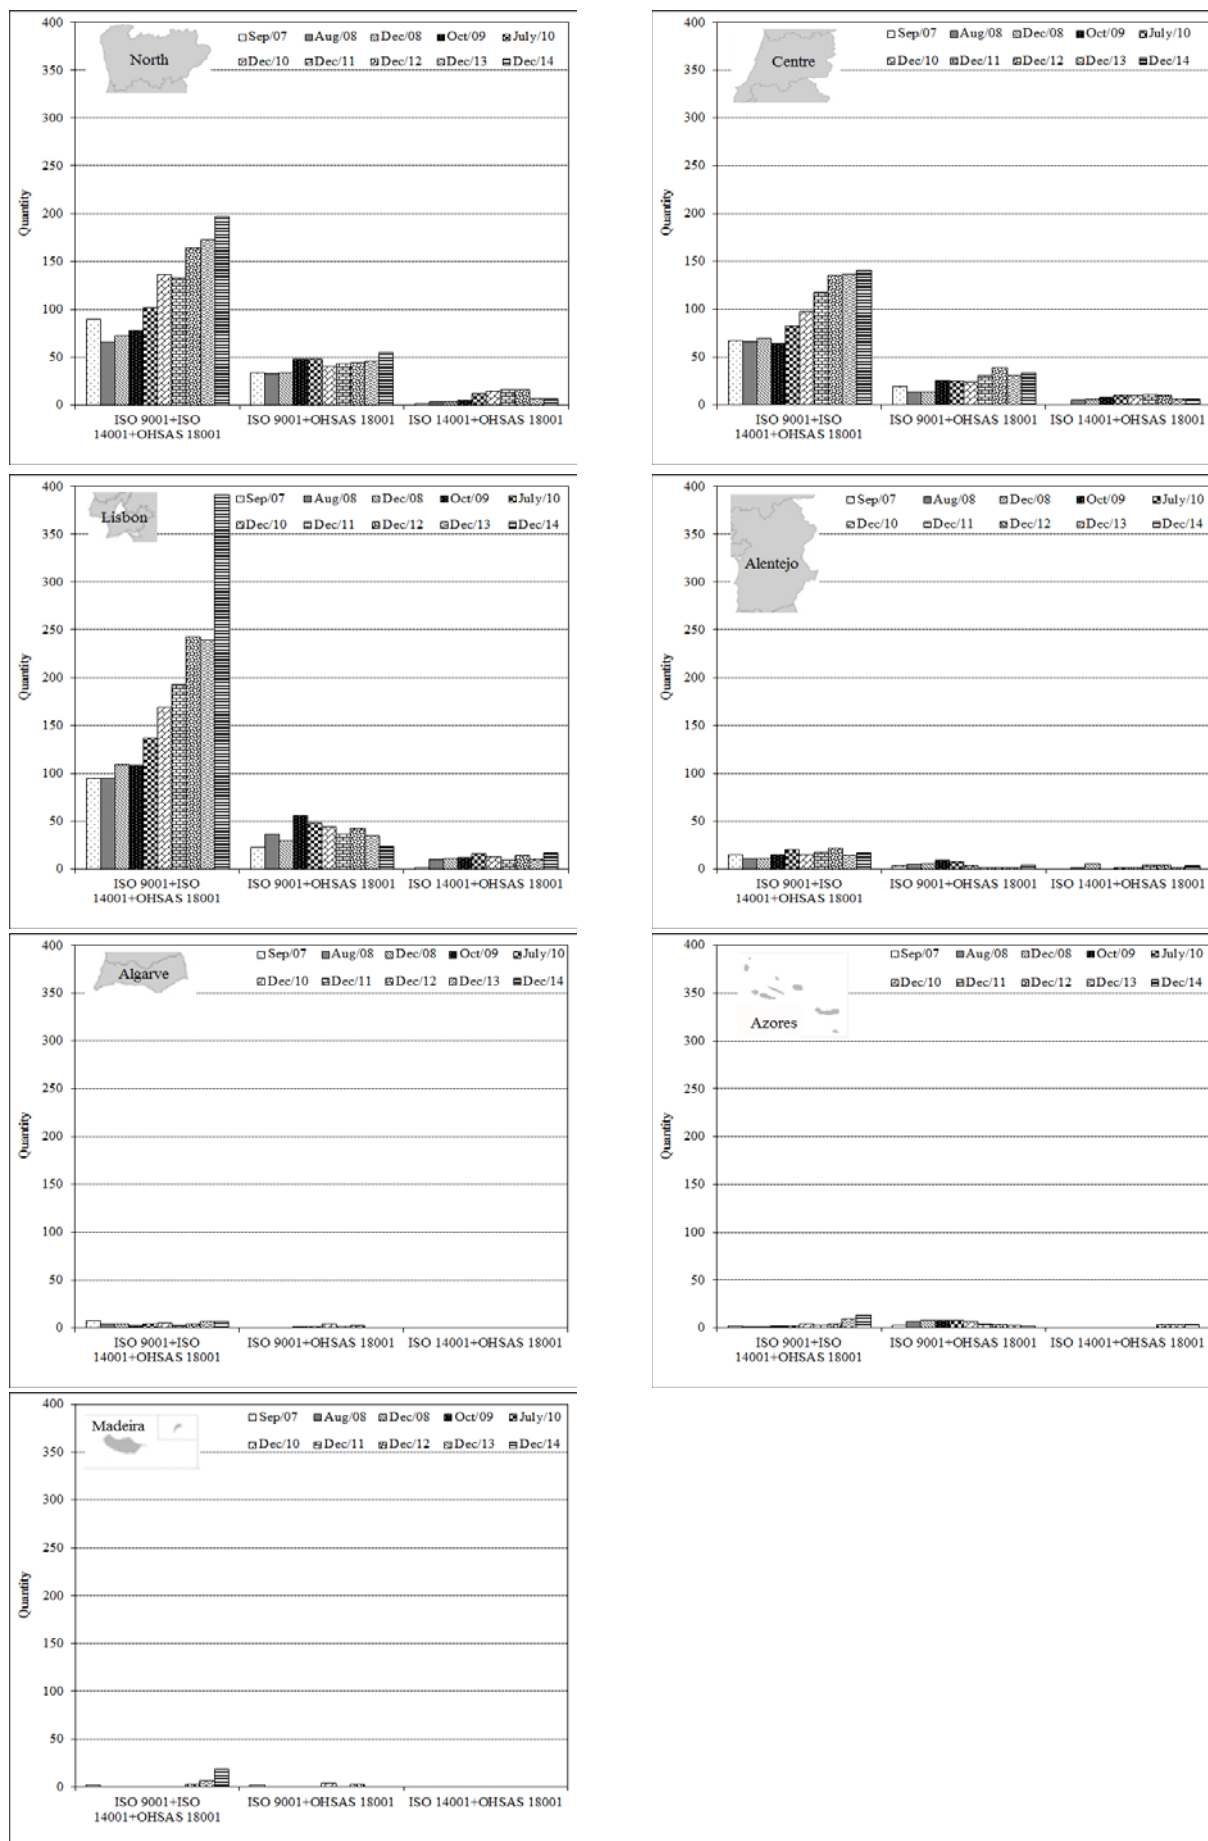 400
350
300
250
200
150
100
50
0
Quantity
North
Sep/07 Aug/08 Dec/08 Oct/09 July/10
Dec/10 Dec/11 Dec/12 Dec/13 Dec/14
ISO 9001+ISO 14001+OHSAS 18001
ISO 9001+OHSAS 18001
ISO 14001+OHSAS 18001
400
350
300
250
200
150
100
50
0
Quantity
Centre
Sep/07 Aug/08 Dec/08 Oct/09 July/10
Dec/10 Dec/11 Dec/12 Dec/13 Dec/14
ISO 9001+ISO 14001+OHSAS 18001
ISO 9001+OHSAS 18001
ISO 14001+OHSAS 18001
400
350
300
250
200
150
100
50
0
Quantity
Lisbon
Sep/07 Aug/08 Dec/08 Oct/09 July/10
Dec/10 Dec/11 Dec/12 Dec/13 Dec/14
ISO 9001+ISO 14001+OHSAS 18001
ISO 9001+OHSAS 18001
ISO 14001+OHSAS 18001
400
350
300
250
200
150
100
50
0
Quantity
Alentejo
Sep/07 Aug/08 Dec/08 Oct/09 July/10
Dec/10 Dec/11 Dec/12 Dec/13 Dec/14
ISO 9001+ISO 14001+OHSAS 18001
ISO 9001+OHSAS 18001
ISO 14001+OHSAS 18001
400
350
300
250
200
150
100
50
0
Quantity
Algarve
Sep/07 Aug/08 Dec/08 Oct/09 July/10
Dec/10 Dec/11 Dec/12 Dec/13 Dec/14
ISO 9001+ISO 14001+OHSAS 18001
ISO 9001+OHSAS 18001
ISO 14001+OHSAS 18001
400
350
300
250
200
150
100
50
0
Quantity
Azores
Sep/07 Aug/08 Dec/08 Oct/09 July/10
Dec/10 Dec/11 Dec/12 Dec/13 Dec/14
ISO 9001+ISO 14001+OHSAS 18001
ISO 9001+OHSAS 18001
ISO 14001+OHSAS 18001
400
350
300
250
200
150
100
50
0
Quantity
Madeira
Sep/07 Aug/08 Dec/08 Oct/09 July/10
Dec/10 Dec/11 Dec/12 Dec/13 Dec/14
ISO 9001+ISO 14001+OHSAS 18001
ISO 9001+OHSAS 18001
ISO 14001+OHSAS 18001